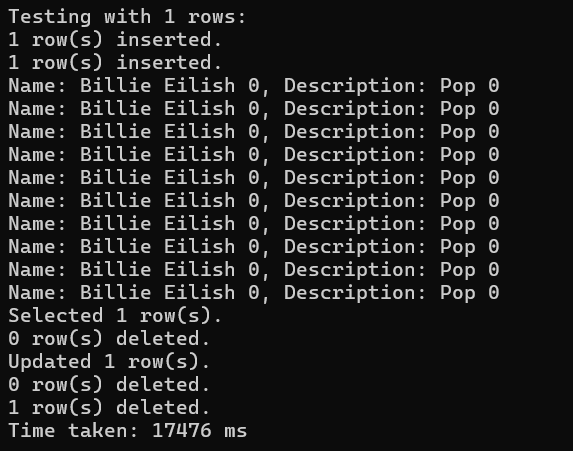 Testing with 1 rows:
1 row(s) inserted.
1 row(s) inserted.
Name: Billie Eilish 0, Description: Pop 0
Name: Billie Eilish 0, Description: Pop 0
Name: Billie Eilish 0, Description: Pop 0
Name: Billie Eilish 0, Description: Pop 0
Name: Billie Eilish 0, Description: Pop 0
Name: Billie Eilish 0, Description: Pop 0
Name: Billie Eilish 0, Description: Pop 0
Name: Billie Eilish 0, Description: Pop 0
Name: Billie Eilish 0, Description: Pop 0
Name: Billie Eilish 0, Description: Pop 0
Selected 1 row(s).
0 row(s) deleted.
Updated 1 row(s).
0 row(s) deleted.
1 row(s) deleted.
Time taken: 17476 ms